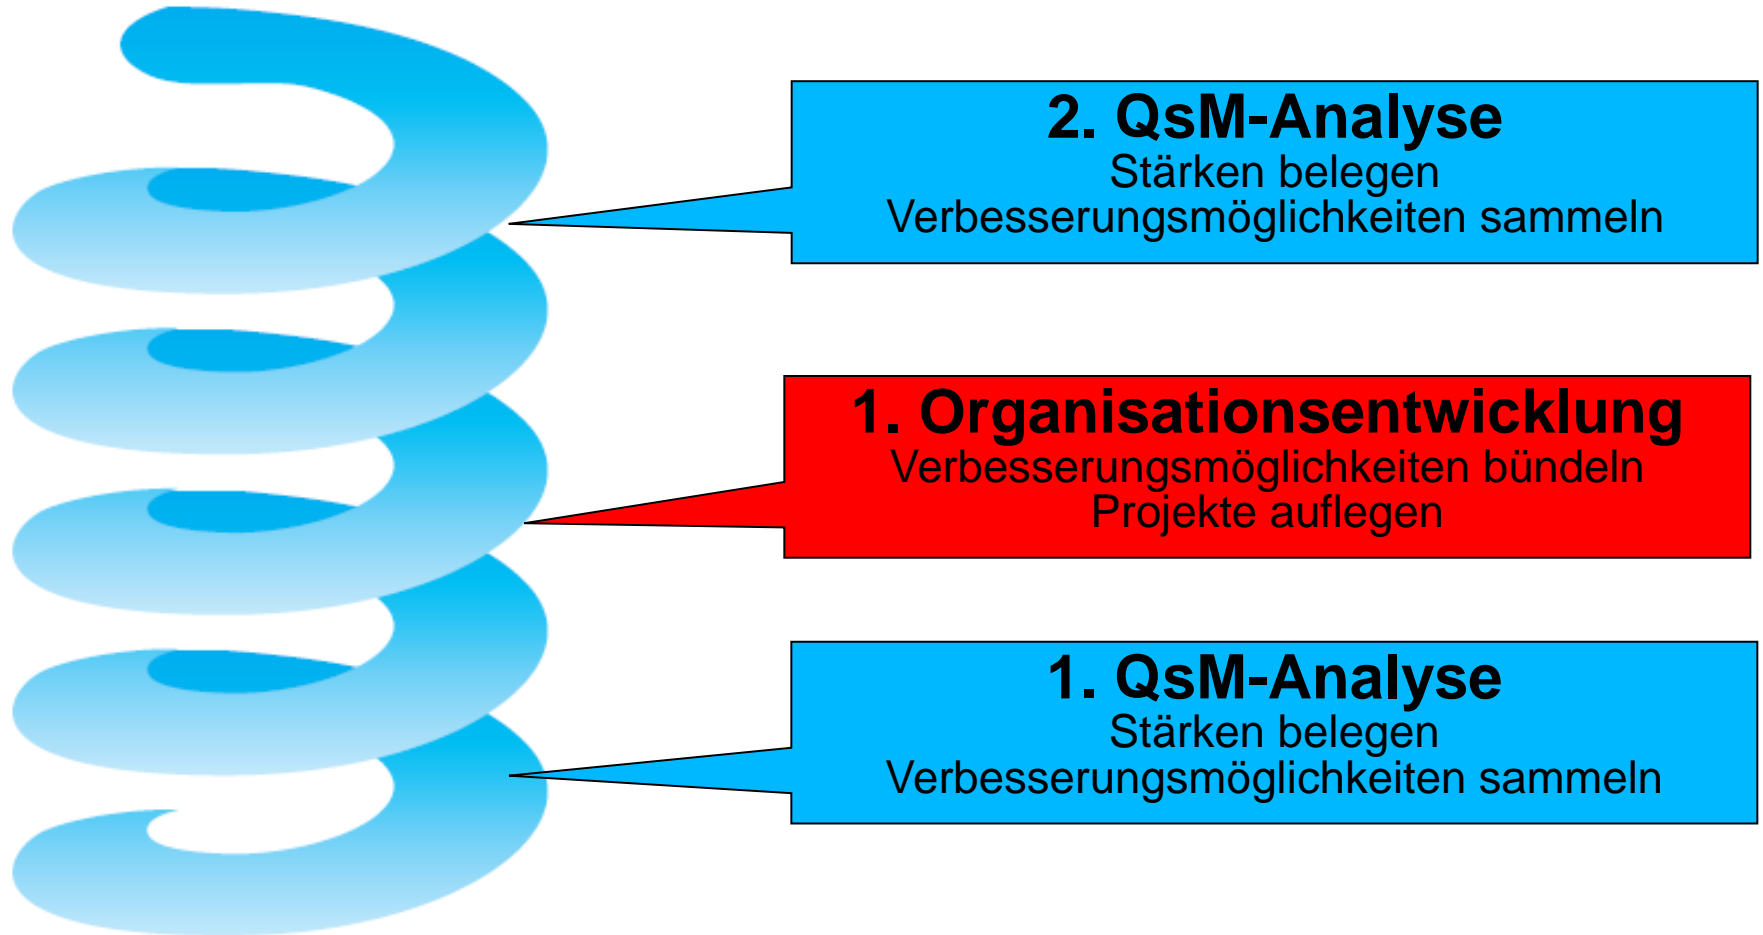 2. QsM-Analyse
Stärken belegen
Verbesserungsmöglichkeiten sammeln
1. Organisationsentwicklung
Verbesserungsmöglichkeiten bündeln
Projekte auflegen
1. QsM-Analyse
Stärken belegen
Verbesserungsmöglichkeiten sammeln